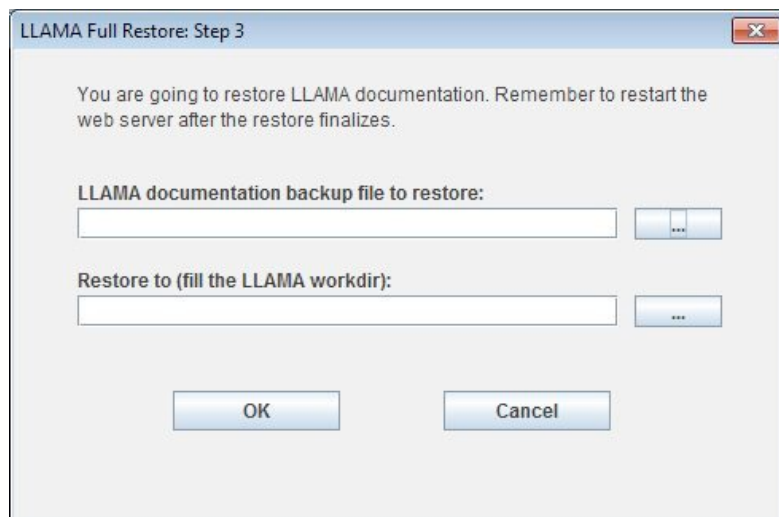 LLAMA Full Restore: Step 3
You are going to restore LLAMA documentation. Remember to restart the
web server after the restore finalizes.
LLAMA documentation backup file to restore:
...
Restore to (fill the LLAMA workdir):
...
OK Cancel